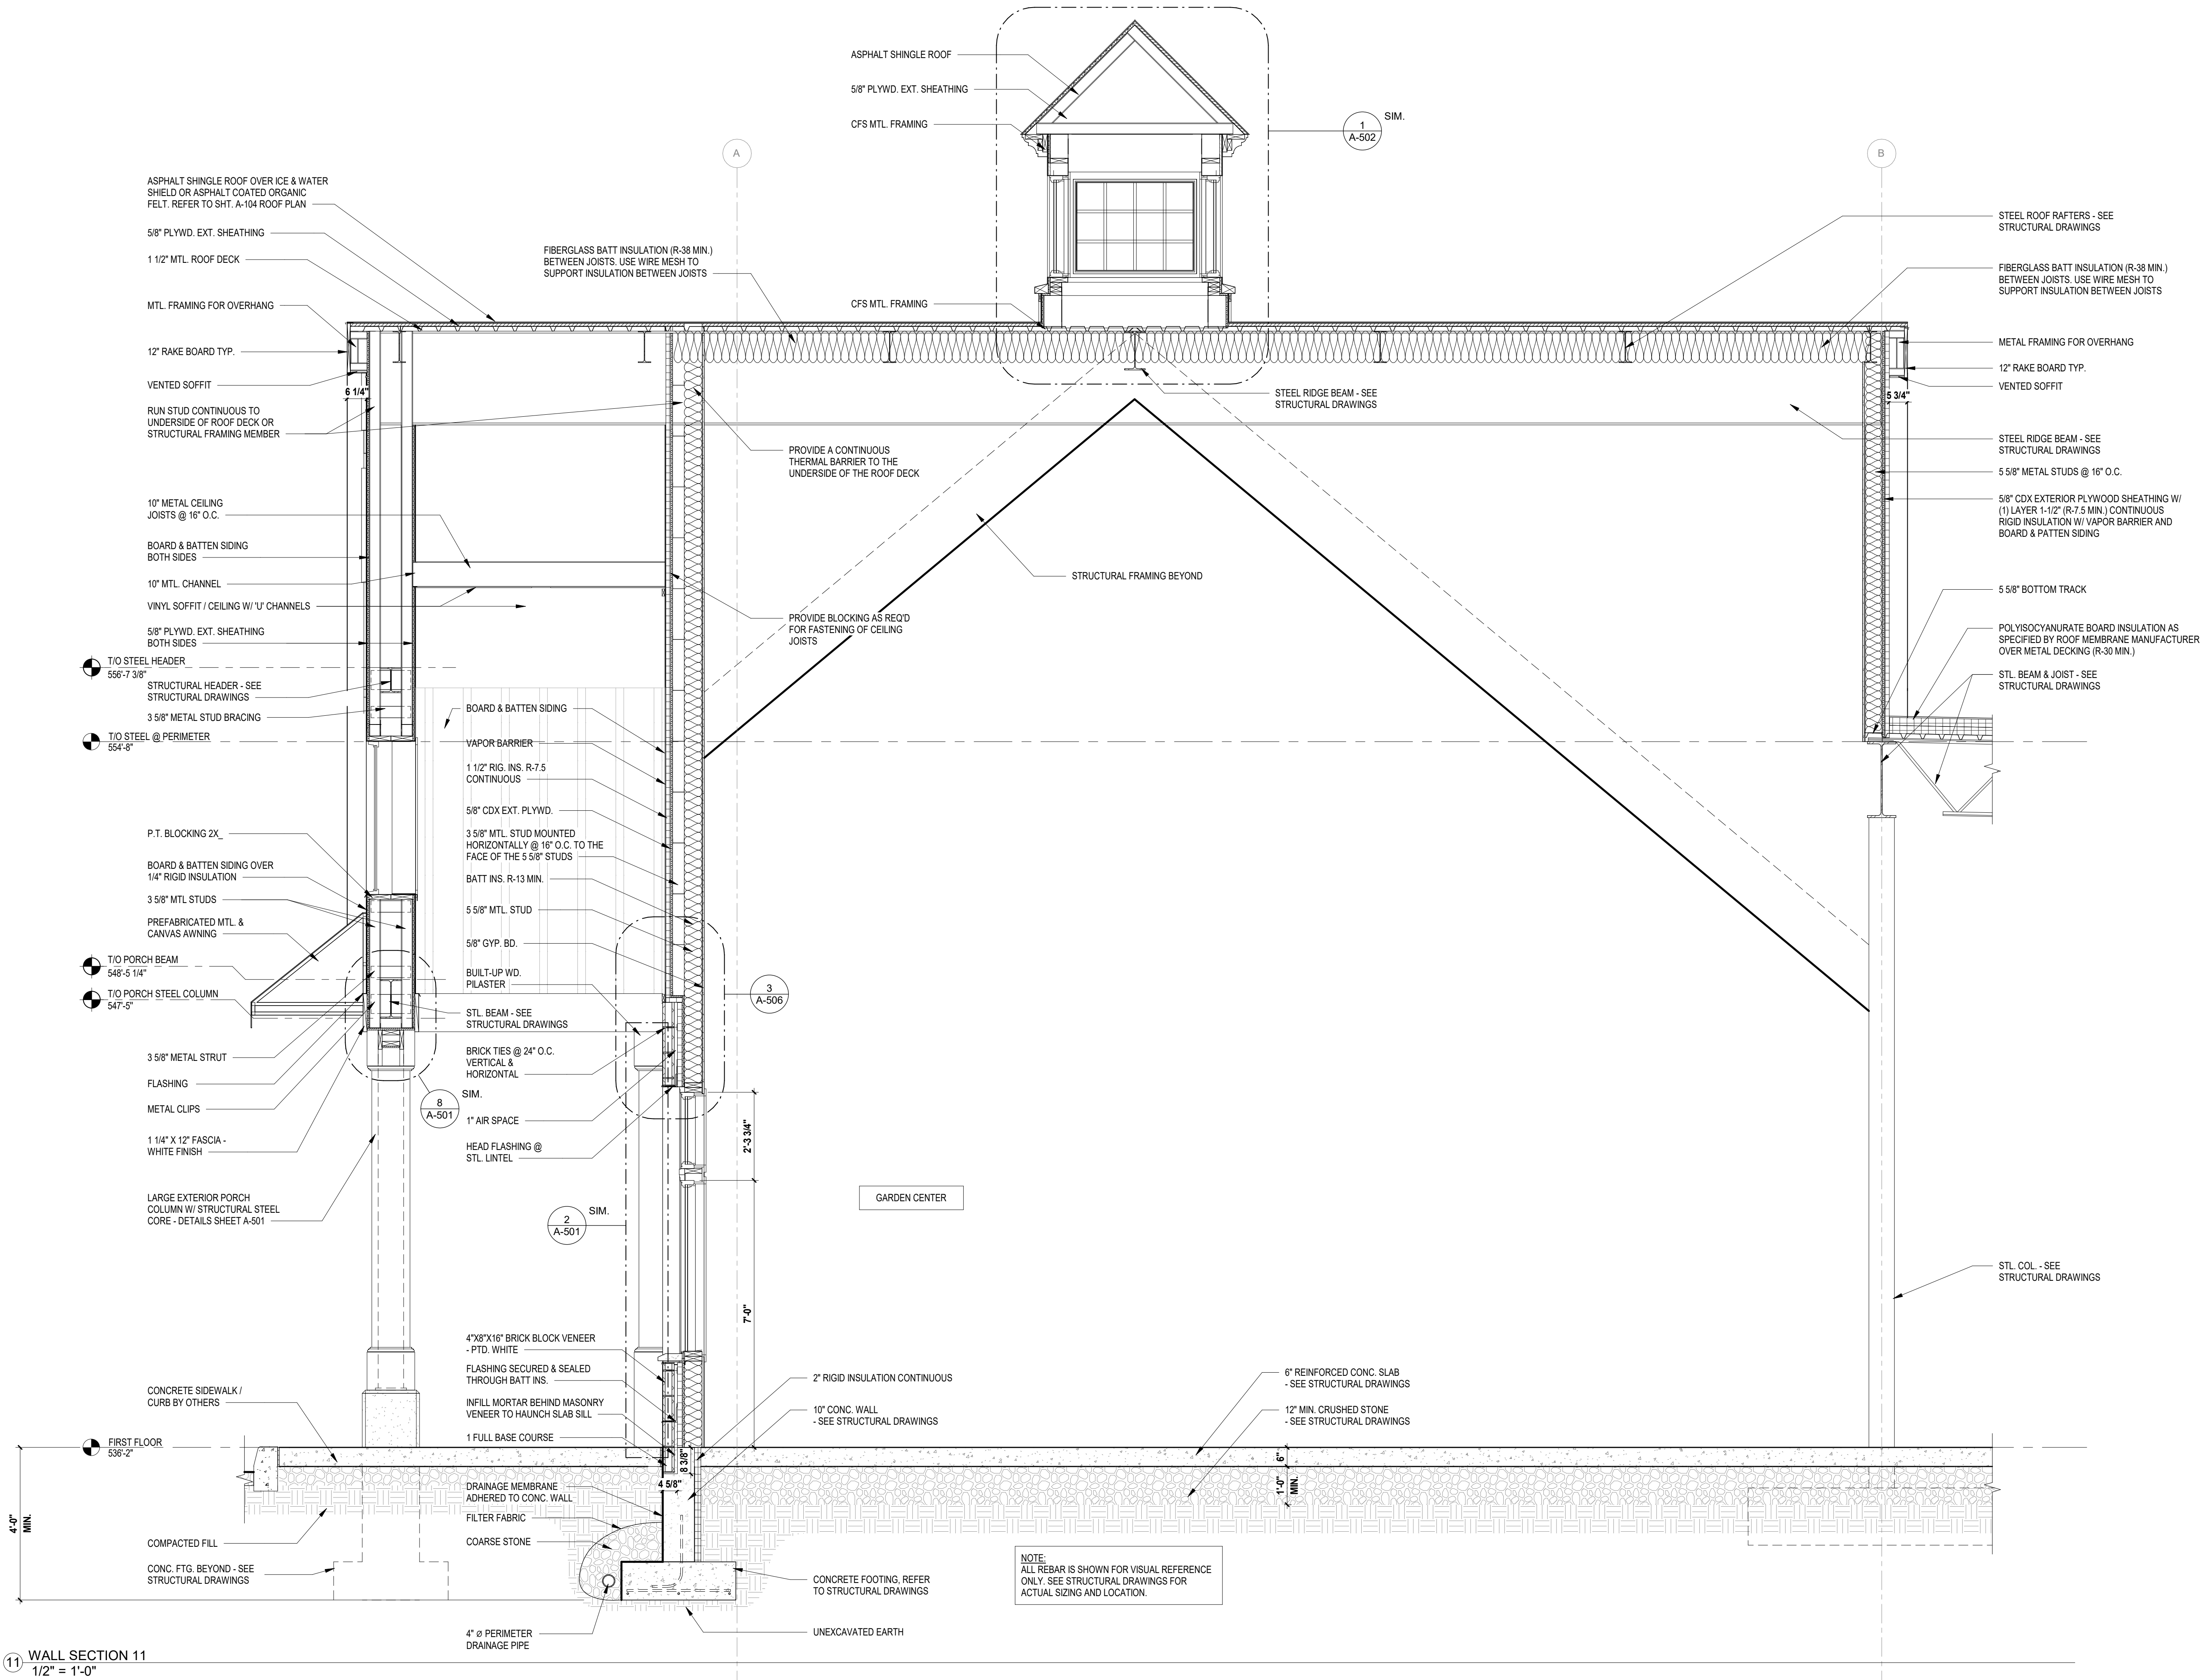 ASPHALT SHINGLE ROOF
5/8" PLYWD. EXT. SHEATHING
CFS MTL. FRAMING
1
A-502
SIM.
A
B
ASPHALT SHINGLE ROOF OVER ICE & WATER
SHIELD OR ASPHALT COATED ORGANIC
FELT. REFER TO SHT. A-104 ROOF PLAN
5/8" PLYWD. EXT. SHEATHING
1 1/2" MTL. ROOF DECK
MTL. FRAMING FOR OVERHANG
12" RAKE BOARD TYP.
VENTED SOFFIT
6 1/4"
RUN STUD CONTINUOUS TO
UNDERSIDE OF ROOF DECK OR
STRUCTURAL FRAMING MEMBER
10" METAL CEILING
JOISTS @ 16" O.C.
BOARD & BATTEN SIDING
BOTH SIDES
10" MTL. CHANNEL
VINYL SOFFIT / CEILING W/ 'U' CHANNELS
5/8" PLYWD. EXT. SHEATHING
BOTH SIDES
T/O STEEL HEADER
556'-7 3/8"
STRUCTURAL HEADER - SEE
STRUCTURAL DRAWINGS
3 5/8" METAL STUD BRACING
T/O STEEL @ PERIMETER
554'-8"
P.T. BLOCKING 2X_
BOARD & BATTEN SIDING OVER
1/4" RIGID INSULATION
3 5/8" MTL STUDS
PREFABRICATED MTL. &
CANVAS AWNING
T/O PORCH BEAM
548'-5 1/4"
T/O PORCH STEEL COLUMN
547'-5"
3 5/8" METAL STRUT
FLASHING
METAL CLIPS
1 1/4" X 12" FASCIA -
WHITE FINISH
LARGE EXTERIOR PORCH
COLUMN W/ STRUCTURAL STEEL
CORE - DETAILS SHEET A-501
CONCRETE SIDEWALK /
CURB BY OTHERS
FIRST FLOOR
536'-2"
4'-0"
MIN.
COMPACTED FILL
CONC. FTG. BEYOND - SEE
STRUCTURAL DRAWINGS
FIBERGLASS BATT INSULATION (R-38 MIN.)
BETWEEN JOISTS. USE WIRE MESH TO
SUPPORT INSULATION BETWEEN JOISTS
CFS MTL. FRAMING
STEEL RIDGE BEAM - SEE
STRUCTURAL DRAWINGS
PROVIDE A CONTINUOUS
THERMAL BARRIER TO THE
UNDERSIDE OF THE ROOF DECK
STRUCTURAL FRAMING BEYOND
PROVIDE BLOCKING AS REQ'D
FOR FASTENING OF CEILING
JOISTS
BOARD & BATTEN SIDING
VAPOR BARRIER
1 1/2" RIG. INS. R-7.5
CONTINUOUS
5/8" CDX EXT. PLYWD.
3 5/8" MTL. STUD MOUNTED
HORIZONTALLY @ 16" O.C. TO THE
FACE OF THE 5 5/8" STUDS
BATT INS. R-13 MIN.
5 5/8" MTL. STUD
5/8" GYP. BD.
BUILT-UP WD.
PILASTER
3
A-506
STL. BEAM - SEE
STRUCTURAL DRAWINGS
BRICK TIES @ 24" O.C.
VERTICAL &
HORIZONTAL
8
A-501
SIM.
1" AIR SPACE
HEAD FLASHING @
STL. LINTEL
2'-3 3/4"
2
A-501
SIM.
GARDEN CENTER
7'-0"
4"X8"X16" BRICK BLOCK VENEER
- PTD. WHITE
FLASHING SECURED & SEALED
THROUGH BATT INS.
INFILL MORTAR BEHIND MASONRY
VENEER TO HAUNCH SLAB SILL
1 FULL BASE COURSE
8 3/8"
4 5/8"
DRAINAGE MEMBRANE
ADHERED TO CONC. WALL
FILTER FABRIC
COARSE STONE
4" Ø PERIMETER
DRAINAGE PIPE
2" RIGID INSULATION CONTINUOUS
10" CONC. WALL
- SEE STRUCTURAL DRAWINGS
CONCRETE FOOTING, REFER
TO STRUCTURAL DRAWINGS
UNEXCAVATED EARTH
6" REINFORCED CONC. SLAB
- SEE STRUCTURAL DRAWINGS
12" MIN. CRUSHED STONE
- SEE STRUCTURAL DRAWINGS
6"
1'-0"
MIN.
NOTE:
ALL REBAR IS SHOWN FOR VISUAL REFERENCE
ONLY. SEE STRUCTURAL DRAWINGS FOR
ACTUAL SIZING AND LOCATION.
STEEL ROOF RAFTERS - SEE
STRUCTURAL DRAWINGS
FIBERGLASS BATT INSULATION (R-38 MIN.)
BETWEEN JOISTS. USE WIRE MESH TO
SUPPORT INSULATION BETWEEN JOISTS
METAL FRAMING FOR OVERHANG
12" RAKE BOARD TYP.
VENTED SOFFIT
5 3/4"
STEEL RIDGE BEAM - SEE
STRUCTURAL DRAWINGS
5 5/8" METAL STUDS @ 16" O.C.
5/8" CDX EXTERIOR PLYWOOD SHEATHING W/
(1) LAYER 1-1/2" (R-7.5 MIN.) CONTINUOUS
RIGID INSULATION W/ VAPOR BARRIER AND
BOARD & PATTEN SIDING
5 5/8" BOTTOM TRACK
POLYISOCYANURATE BOARD INSULATION AS
SPECIFIED BY ROOF MEMBRANE MANUFACTURER
OVER METAL DECKING (R-30 MIN.)
STL. BEAM & JOIST - SEE
STRUCTURAL DRAWINGS
STL. COL. - SEE
STRUCTURAL DRAWINGS
11
WALL SECTION 11
1/2" = 1'-0"